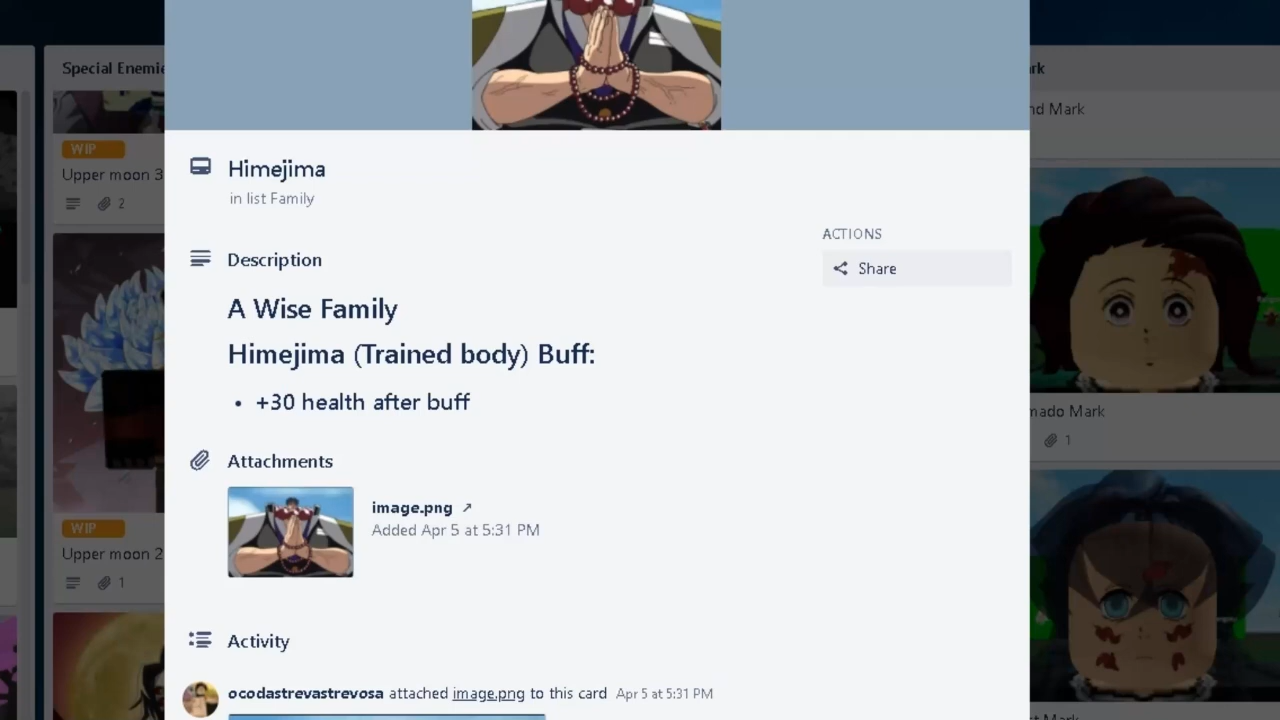 Special Enemie
WIP
Upper moon 3
2
WIP
Upper moon 2
1
Himejima
in list Family
Description
A Wise Family
Himejima (Trained body) Buff:
• +30 health after buff
Attachments
image.png ↗
Added Apr 5 at 5:31 PM
Activity
ocodastrevastrevosa attached image.png to this card Apr 5 at 5:31 PM
ACTIONS
Share
rk
nd Mark
mado Mark
1